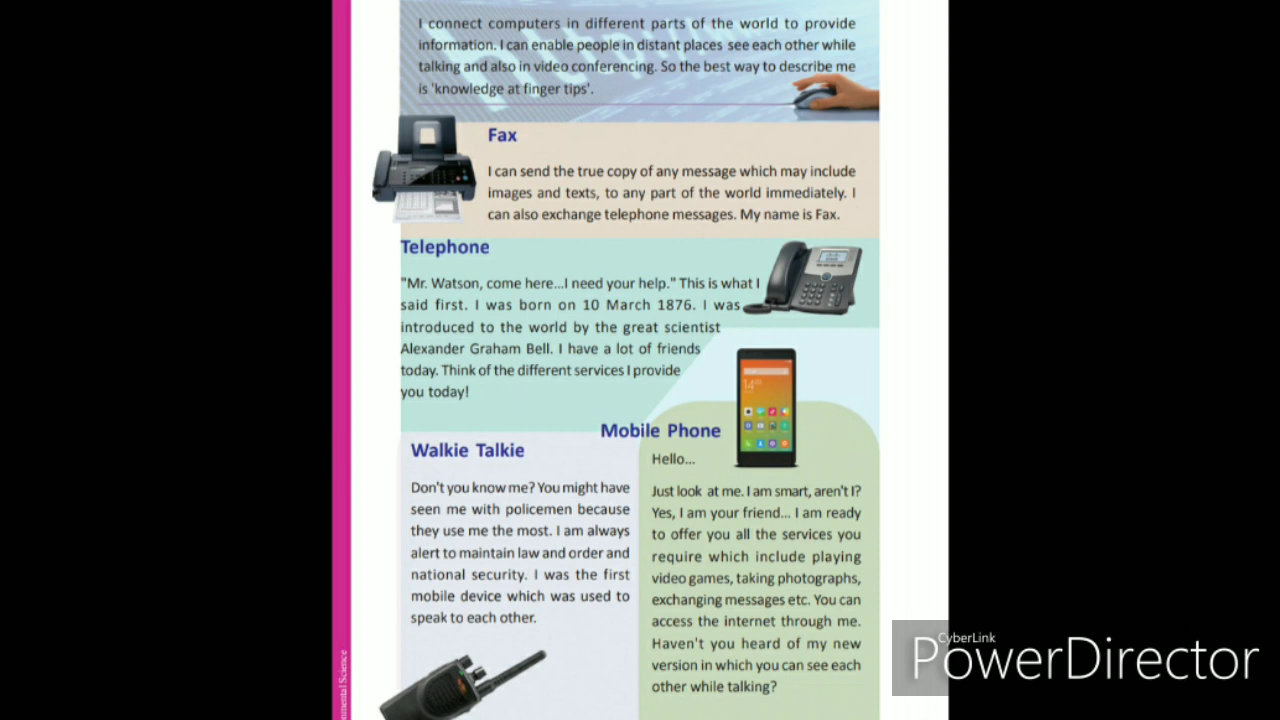 I connect computers in different parts of the world to provide
information. I can enable people in distant places see each other while
talking and also in video conferencing. So the best way to describe me
is 'knowledge at finger tips'.
Fax
I can send the true copy of any message which may include
images and texts, to any part of the world immediately. I
can also exchange telephone messages. My name is Fax.
Telephone
"Mr. Watson, come here...I need your help." This is what I
said first. I was born on 10 March 1876. I was
introduced to the world by the great scientist
Alexander Graham Bell. I have a lot of friends
today. Think of the different services I provide
you today!
Walkie Talkie
Don't you know me? You might have
seen me with policemen because
they use me the most. I am always
alert to maintain law and order and
national security. I was the first
mobile device which was used to
speak to each other.
Mobile Phone
Hello...
Just look at me. I am smart, aren't I?
Yes, I am your friend... I am ready
to offer you all the services you
require which include playing
video games, taking photographs,
exchanging messages etc. You can
access the internet through me.
Haven't you heard of my new
version in which you can see each
other while talking?
Science
CyberLink
PowerDirector